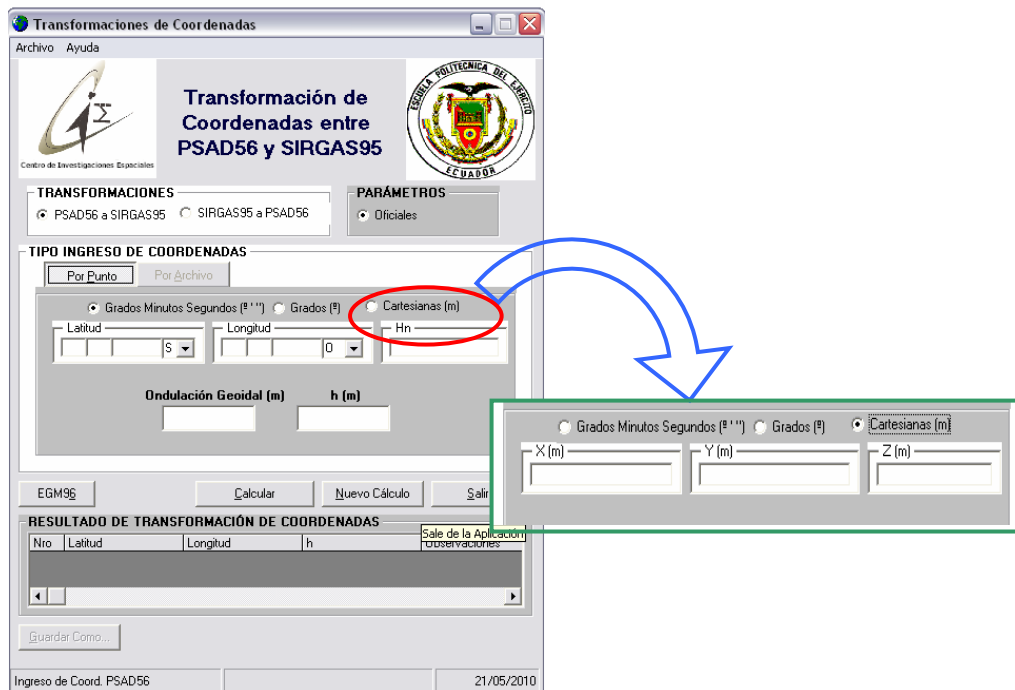 Transformaciones de Coordenadas
Archivo Ayuda
Centro de Investigaciones Espaciales
Transformación de
Coordenadas entre
PSAD56 y SIRGAS95
ESCUELA POLITECNICA DEL EJERCITO
ECUADOR
TRANSFORMACIONES
PSAD56 a SIRGAS95 SIRGAS95 a PSAD56
PARÁMETROS
Oficiales
TIPO INGRESO DE COORDENADAS
Por Punto Por Archivo
Grados Minutos Segundos (º ' '') Grados (º) Cartesianas (m)
Latitud Longitud Hn
S O
Ondulación Geoidal (m) h (m)
EGM96 Calcular Nuevo Cálculo Salir
RESULTADO DE TRANSFORMACIÓN DE COORDENADAS
Sale de la Aplicación
Nro Latitud Longitud h Observaciones
Guardar Como...
Ingreso de Coord. PSAD56 21/05/2010
Grados Minutos Segundos (º ' '') Grados (º) Cartesianas (m)
X (m) Y (m) Z (m)